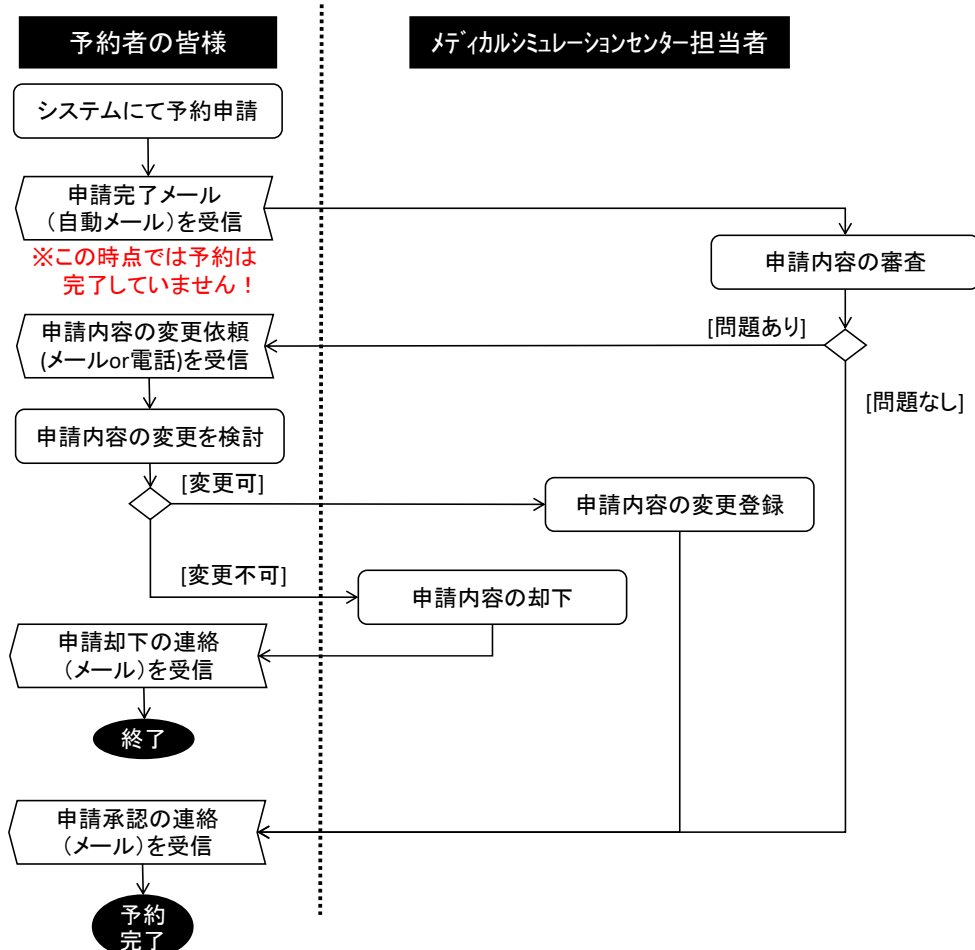 予約者の皆様
メディカルシミュレーションセンター担当者
システムにて予約申請
申請完了メール
（自動メール）を受信
※この時点では予約は
完了していません！
申請内容の審査
[問題あり]
申請内容の変更依頼
(メールor電話)を受信
[問題なし]
申請内容の変更を検討
[変更可]
申請内容の変更登録
[変更不可]
申請内容の却下
申請却下の連絡
（メール）を受信
終了
申請承認の連絡
（メール）を受信
予約
完了